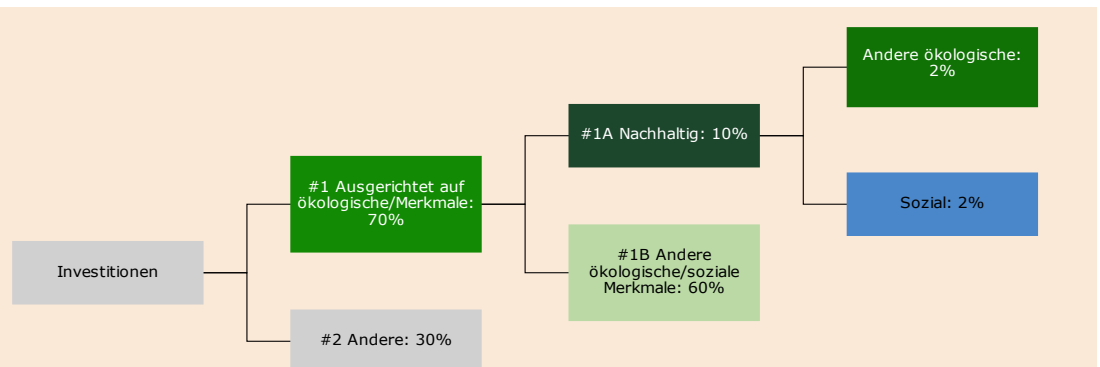 Investitionen
#1 Ausgerichtet auf
ökologische/Merkmale:
70%
#2 Andere: 30%
#1A Nachhaltig: 10%
#1B Andere
ökologische/soziale
Merkmale: 60%
Andere ökologische:
2%
Sozial: 2%